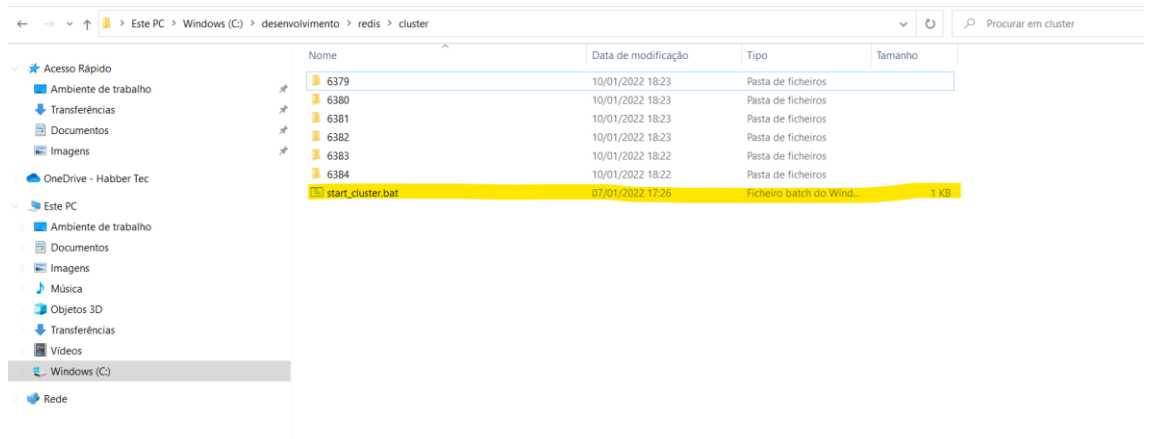 Este PC > Windows (C:) > desenvolvimento > redis > cluster
Procurar em cluster
Nome Data de modificação Tipo Tamanho
Acesso Rápido
Ambiente de trabalho
Transferências
Documentos
Imagens
OneDrive - Habber Tec
Este PC
Ambiente de trabalho
Documentos
Imagens
Música
Objetos 3D
Transferências
Vídeos
Windows (C:)
Rede
6379 10/01/2022 18:23 Pasta de ficheiros
6380 10/01/2022 18:23 Pasta de ficheiros
6381 10/01/2022 18:23 Pasta de ficheiros
6382 10/01/2022 18:23 Pasta de ficheiros
6383 10/01/2022 18:22 Pasta de ficheiros
6384 10/01/2022 18:22 Pasta de ficheiros
start_cluster.bat 07/01/2022 17:26 Ficheiro batch do Wind... 1 KB